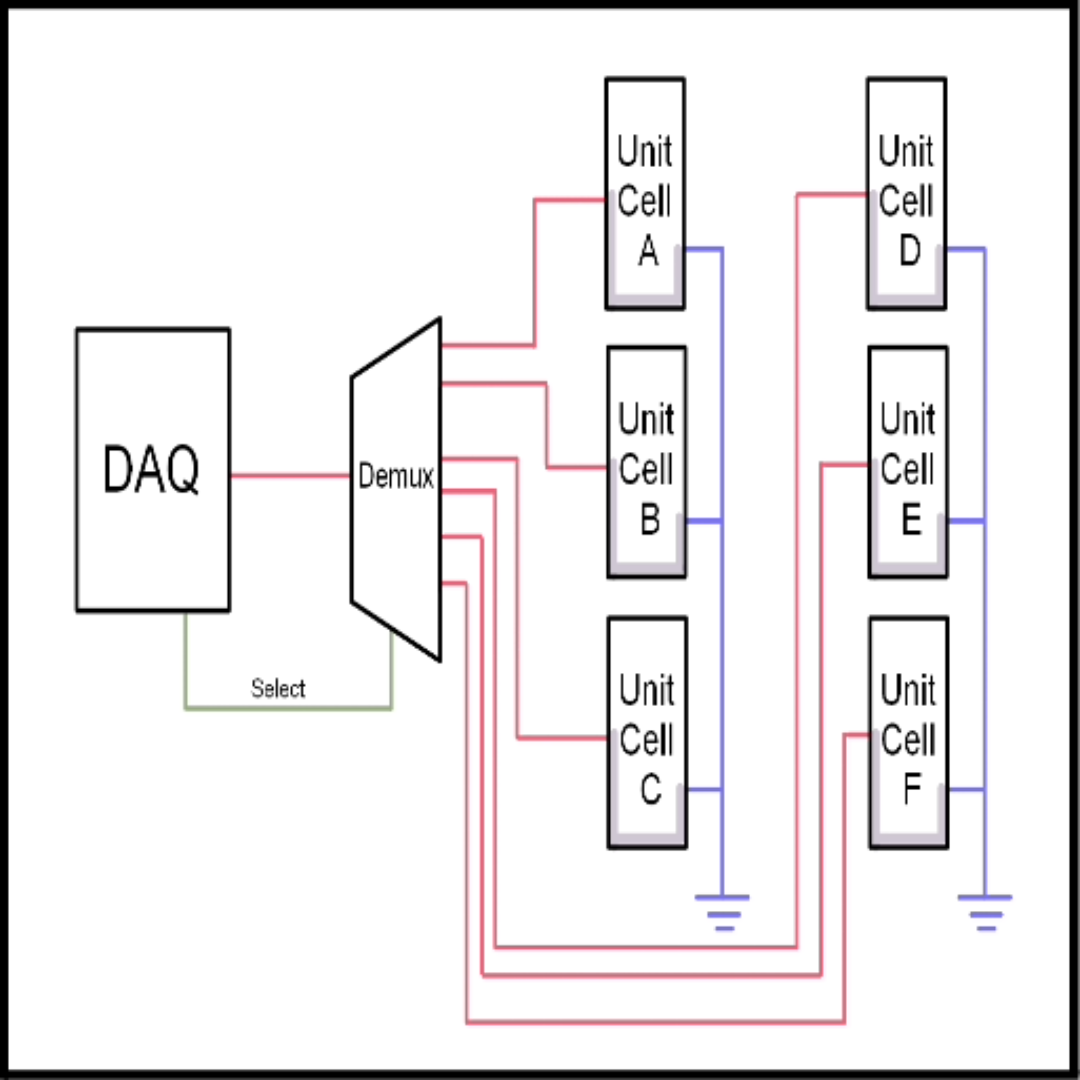 Unit
Cell
A
Unit
Cell
D
DAQ
Demux
Unit
Cell
B
Unit
Cell
E
Select
Unit
Cell
C
Unit
Cell
F